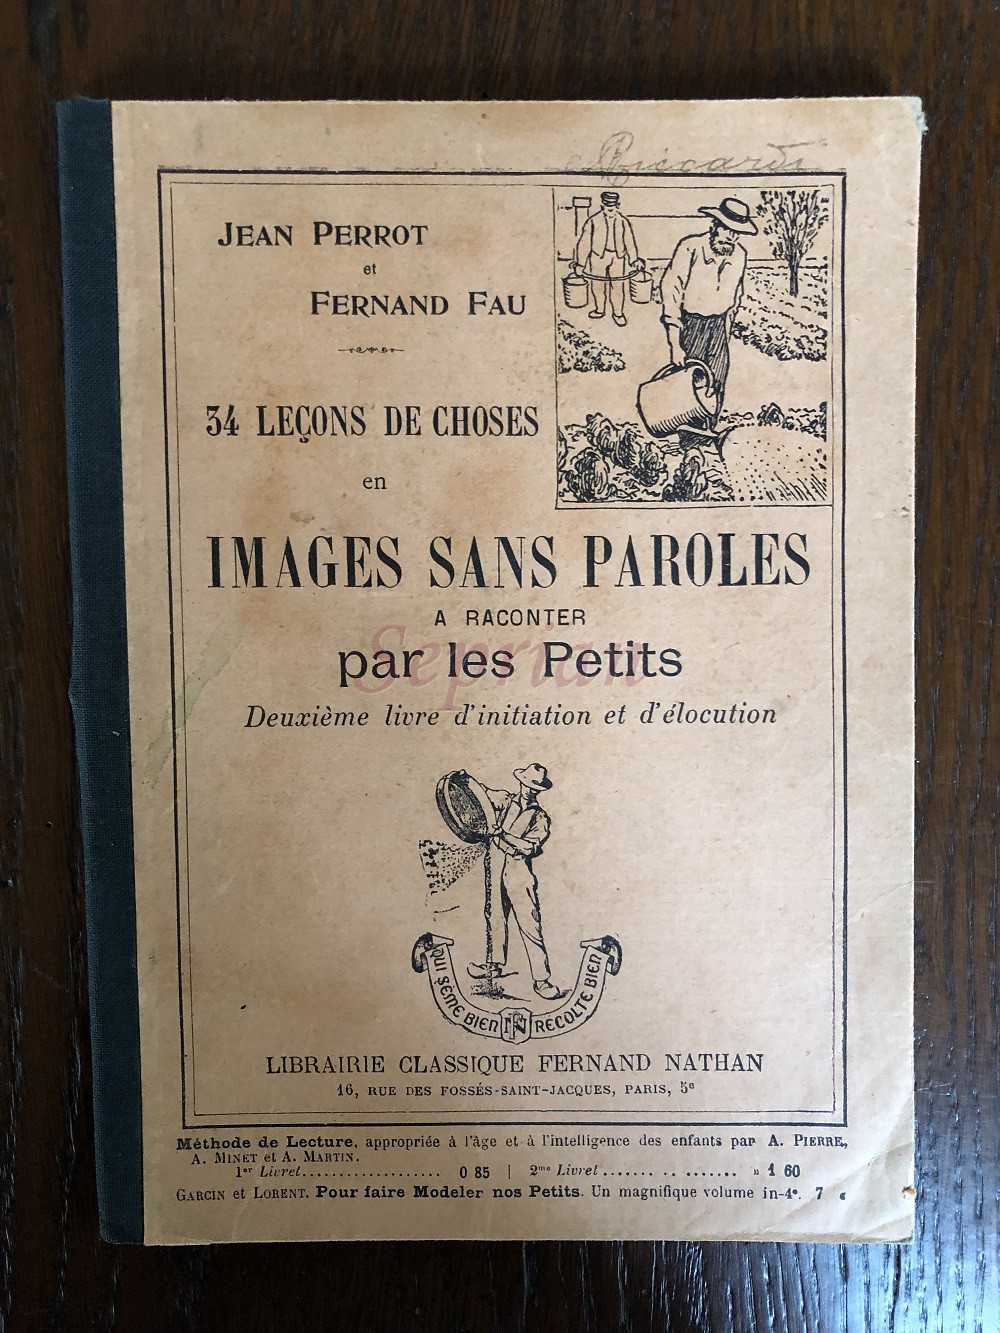 Riccardi
JEAN PERROT
et
FERNAND FAU
34 LEÇONS DE CHOSES
en
IMAGES SANS PAROLES
A RACONTER
par les Petits
Seprian
Deuxième livre d'initiation et d'élocution
QUI SÈME BIEN FN RÉCOLTE BIEN
LIBRAIRIE CLASSIQUE FERNAND NATHAN
16, RUE DES FOSSÉS-SAINT-JACQUES, PARIS, 5e
Méthode de Lecture, appropriée à l'âge et à l'intelligence des enfants par A. PIERRE,
A. MINET et A. MARTIN.
1er Livret................... 0 85 | 2me Livret....... .. ....... » 1 60
GARCIN et LORENT. Pour faire Modeler nos Petits. Un magnifique volume in-4°. 7 «